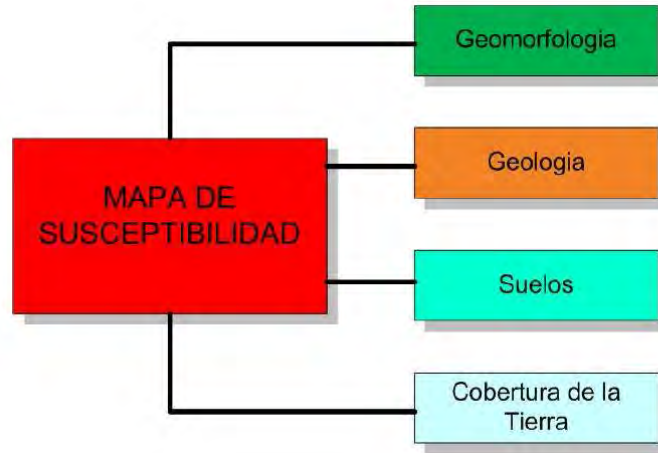 Geomorfologia
MAPA DE
SUSCEPTIBILIDAD
Geologia
Suelos
Cobertura de la
Tierra